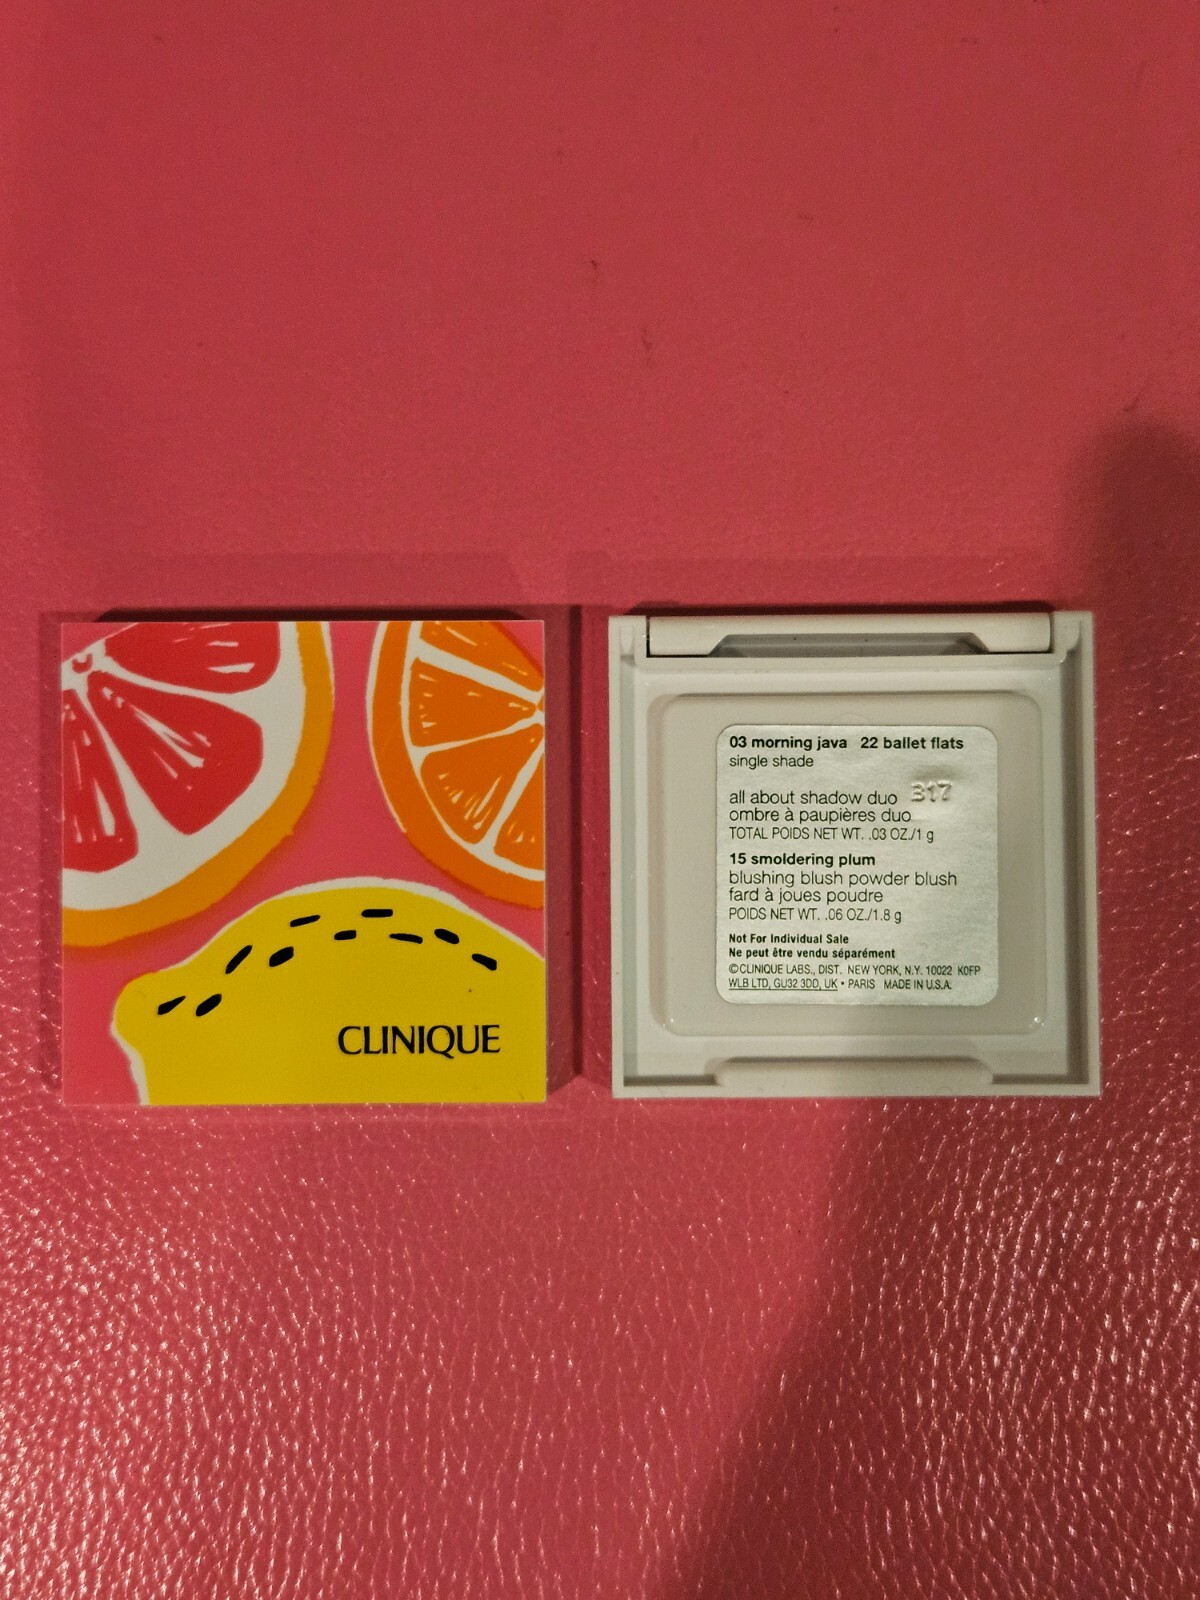 CLINIQUE
03 morning java 22 ballet flats
single shade
all about shadow duo 317
ombre à paupières duo
TOTAL POIDS NET WT. .03 OZ./1 g
15 smoldering plum
blushing blush powder blush
fard à joues poudre
POIDS NET WT. .06 OZ./1.8 g
Not For Individual Sale
Ne peut être vendu séparément
©CLINIQUE LABS., DIST. NEW YORK, N.Y. 10022 K0FP
WLB LTD, GU32 3DD, UK • PARIS MADE IN U.S.A.